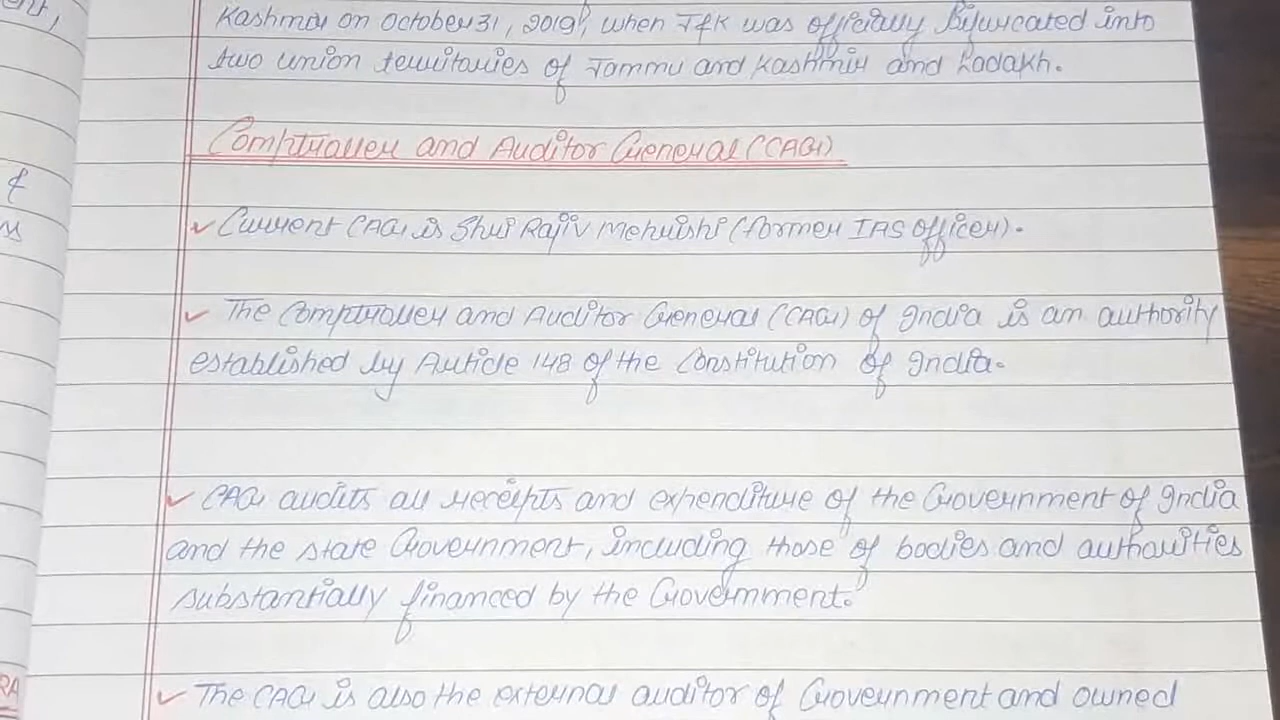 Kashmir on October 31, 2019, when J&K was officially Bifurcated into
two union territories of Jammu and Kashmir and Ladakh.
Comptroller and Auditor General (CAG)
✓ Current CAG is Shri Rajiv Mehrishi (former IAS officer).
✓ The Comptroller and Auditor General (CAG) of India is an authority
established by Article 148 of the Constitution of India.
✓ CAG audits all receipts and expenditure of the Government of India
and the state Government, including those of bodies and authorities
substantially financed by the Government.
✓ The CAG is also the external auditor of Government and owned